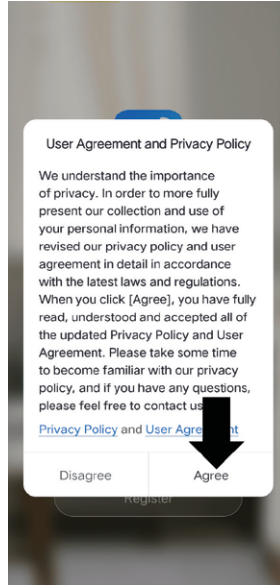 User Agreement and Privacy Policy
We understand the importance
of privacy. In order to more fully
present our collection and use of
your personal information, we have
revised our privacy policy and user
agreement in detail in accordance
with the latest laws and regulations.
When you click [Agree], you have fully
read, understood and accepted all of
the updated Privacy Policy and User
Agreement. Please take some time
to become familiar with our privacy
policy, and if you have any questions,
please feel free to contact us
Privacy Policy and User
Disagree Agree
Register